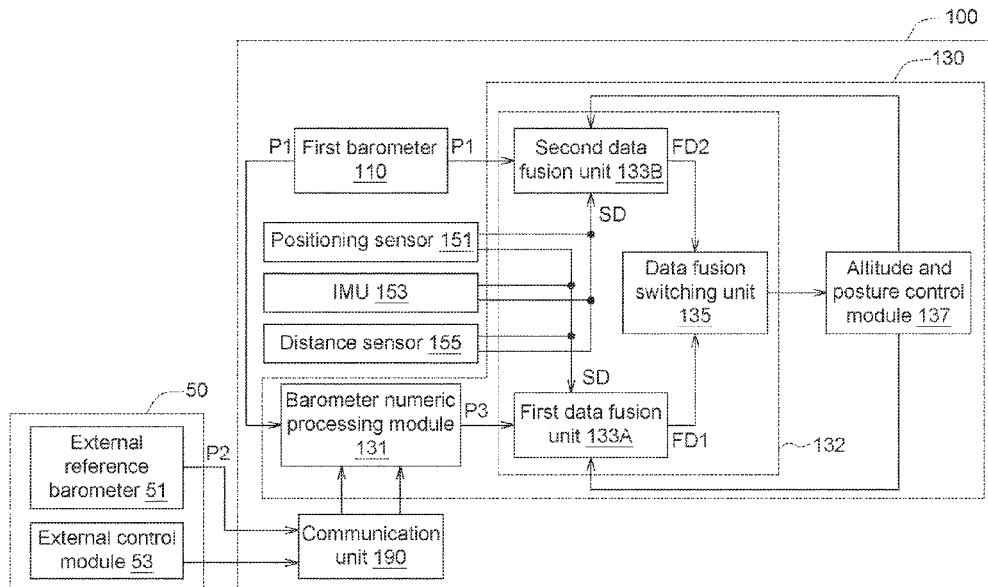 100
130
P1
First barometer
110
P1
Second data
fusion unit 133B
FD2
SD
Positioning sensor 151
IMU 153
Distance sensor 155
Data fusion
switching unit
135
Altitude and
posture control
module 137
SD
50
Barometer numeric
processing module
131
P3
First data fusion
unit 133A
FD1
132
External
reference
barometer 51
P2
External control
module 53
Communication
unit 190